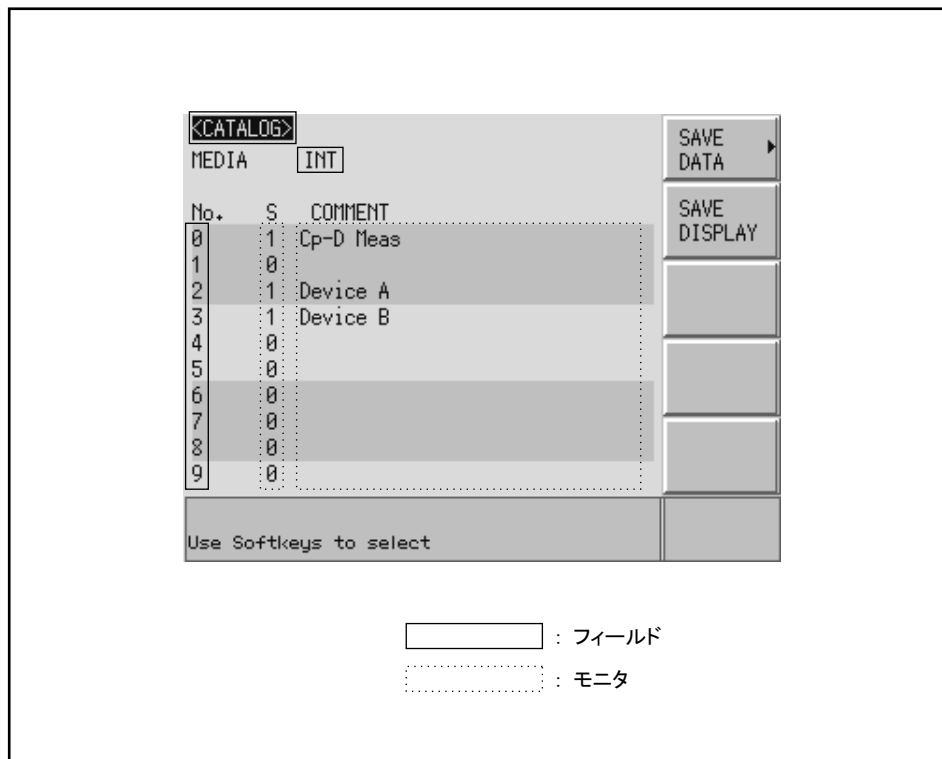 <CATALOG>
MEDIA INT
No. S COMMENT
0 1 Cp-D Meas
1 0
2 1 Device A
3 1 Device B
4 0
5 0
6 0
7 0
8 0
9 0
Use Softkeys to select
SAVE
DATA
SAVE
DISPLAY
: フィールド
: モニタ